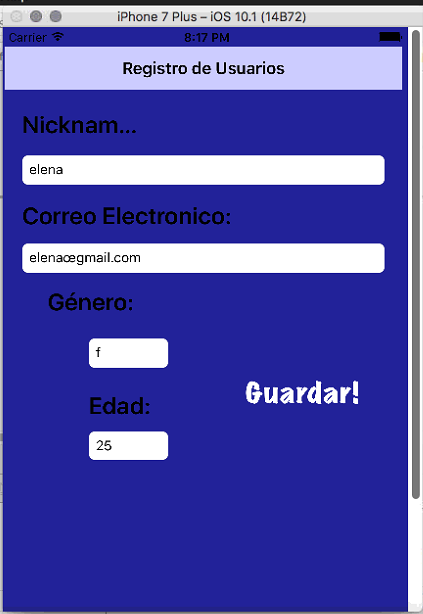 iPhone 7 Plus – iOS 10.1 (14B72)
Carrier 8:17 PM
Registro de Usuarios
Nicknam...
elena
Correo Electronico:
elenaœgmail.com
Género:
f
Guardar!
Edad:
25